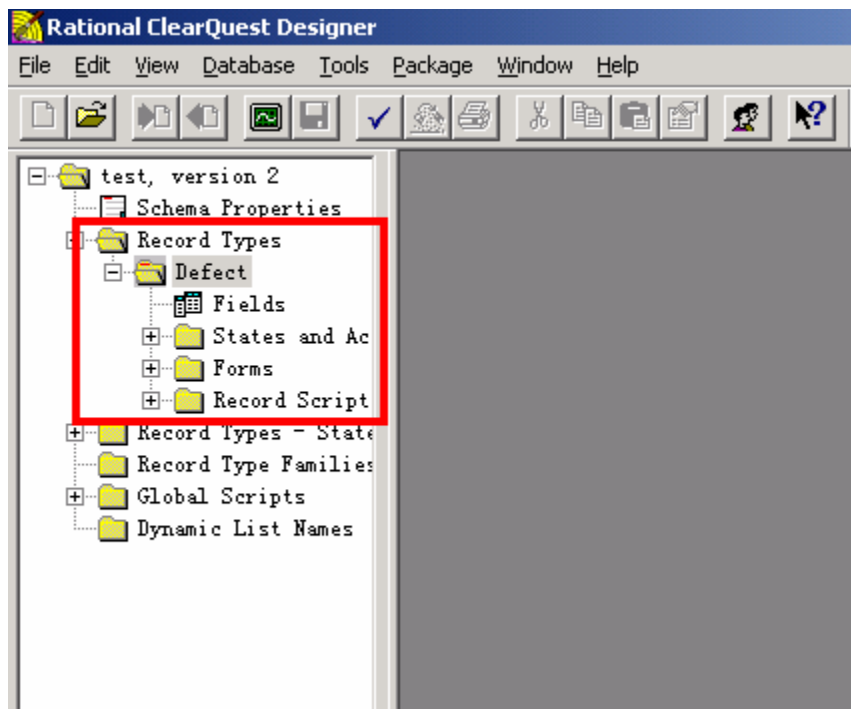 Rational ClearQuest Designer
File Edit View Database Tools Package Window Help
test, version 2
Schema Properties
Record Types
Defect
Fields
States and Ac
Forms
Record Script
Record Types - State
Record Type Families
Global Scripts
Dynamic List Names